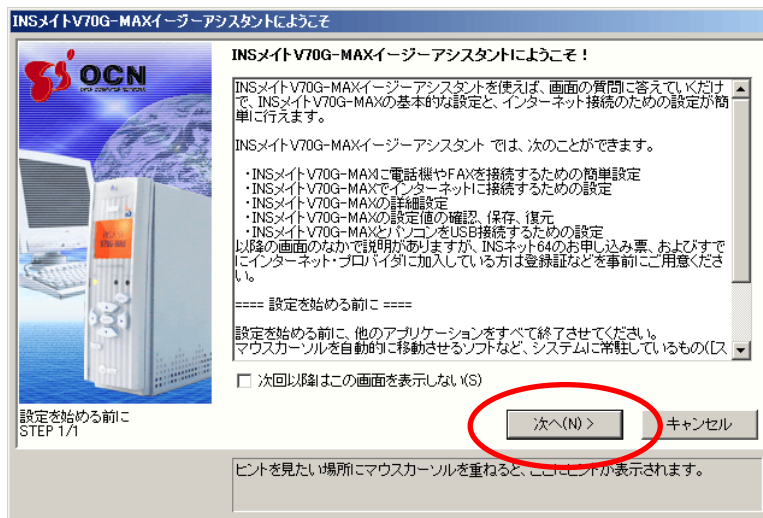 INSメイトV70G-MAXイージーアシスタントにようこそ
OCN
OPEN COMPUTER NETWORK
INSメイトV70G-MAXイージーアシスタントにようこそ！
INSメイトV70G-MAXイージーアシスタントを使えば、画面の質問に答えていくだけ
で、INSメイトV70G-MAXの基本的な設定と、インターネット接続のための設定が簡
単に行えます。
INSメイトV70G-MAXイージーアシスタント では、次のことができます。
・INSメイトV70G-MAXに電話機やFAXを接続するための簡単設定
・INSメイトV70G-MAXでインターネットに接続するための設定
・INSメイトV70G-MAXの詳細設定
・INSメイトV70G-MAXの設定値の確認、保存、復元
・INSメイトV70G-MAXとパソコンをUSB接続するための設定
以降の画面のなかで説明がありますが、INSネット64のお申し込み票、およびすで
にインターネット・プロバイダに加入している方は登録証などを事前にご用意くださ
い。
==== 設定を始める前に ====
設定を始める前に、他のアプリケーションをすべて終了させてください。
マウスカーソルを自動的に移動させるソフトなど、システムに常駐しているもの([ス
次回以降はこの画面を表示しない(S)
設定を始める前に
STEP 1/1
次へ(N) >
キャンセル
ヒントを見たい場所にマウスカーソルを重ねると、ここにヒントが表示されます。